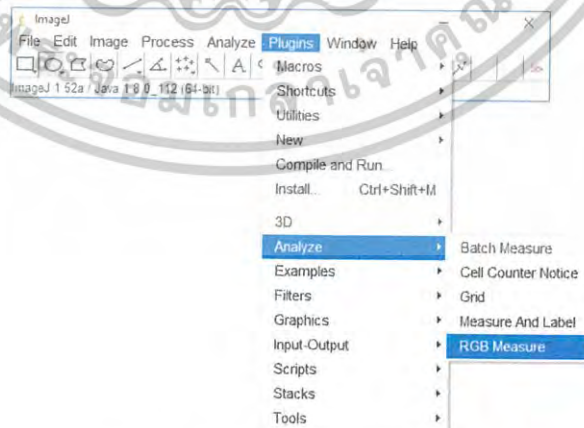 ImageJ
File Edit Image Process Analyze Plugins Window Help
ImageJ 1.52a / Java 1.8.0_112 (64-bit)
Macros
Shortcuts
Utilities
New
Compile and Run...
Install... Ctrl+Shift+M
3D
Analyze
Examples
Filters
Graphics
Input-Output
Scripts
Stacks
Tools
Batch Measure
Cell Counter Notice
Grid
Measure And Label
RGB Measure